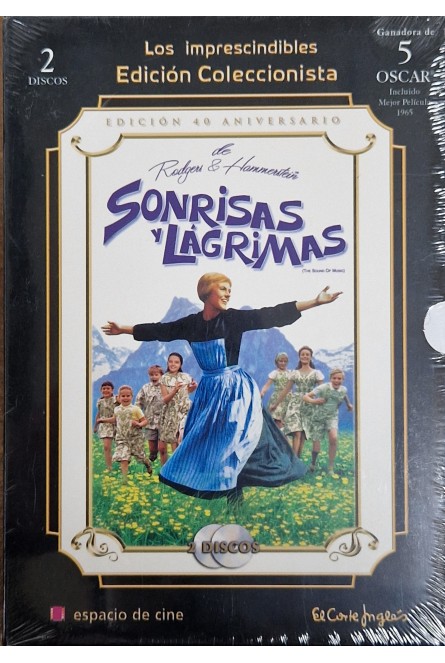 2
DISCOS
Los imprescindibles
Edición Coleccionista
Ganadora de
5
OSCAR
Incluido
Mejor Película
1965
EDICIÓN 40 ANIVERSARIO
de
Rodgers & Hammerstein
SONRISAS
y LÁGRIMAS
(THE SOUND OF MUSIC)
2 DISCOS
espacio de cine
El Corte Inglés